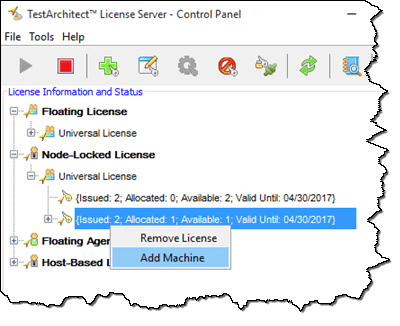 TestArchitect™ License Server - Control Panel
File Tools Help
License Information and Status
Floating License
Universal License
Node-Locked License
Universal License
{Issued: 2; Allocated: 0; Available: 2; Valid Until: 04/30/2017}
{Issued: 2; Allocated: 1; Available: 1; Valid Until: 04/30/2017}
Floating Agen
Remove License
Host-Based L
Add Machine